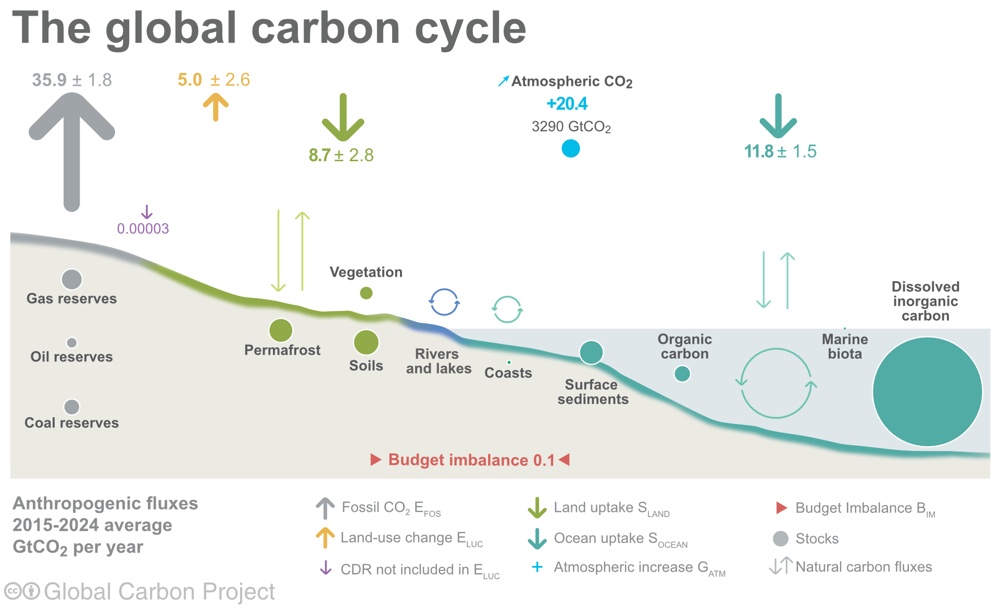 The global carbon cycle
35.9 ± 1.8
5.0 ± 2.6
8.7 ± 2.8
Atmospheric CO₂
+20.4
3290 GtCO₂
11.8 ± 1.5
0.00003
Gas reserves
Oil reserves
Coal reserves
Permafrost
Vegetation
Soils
Rivers
and lakes
Coasts
Surface
sediments
Organic
carbon
Marine
biota
Dissolved
inorganic
carbon
Budget imbalance 0.1
Anthropogenic fluxes
2015-2024 average
GtCO₂ per year
Fossil CO₂ EFOS
Land-use change ELUC
CDR not included in ELUC
Land uptake SLAND
Ocean uptake SOCEAN
+ Atmospheric increase GATM
Budget Imbalance BIM
Stocks
Natural carbon fluxes
cc Global Carbon Project